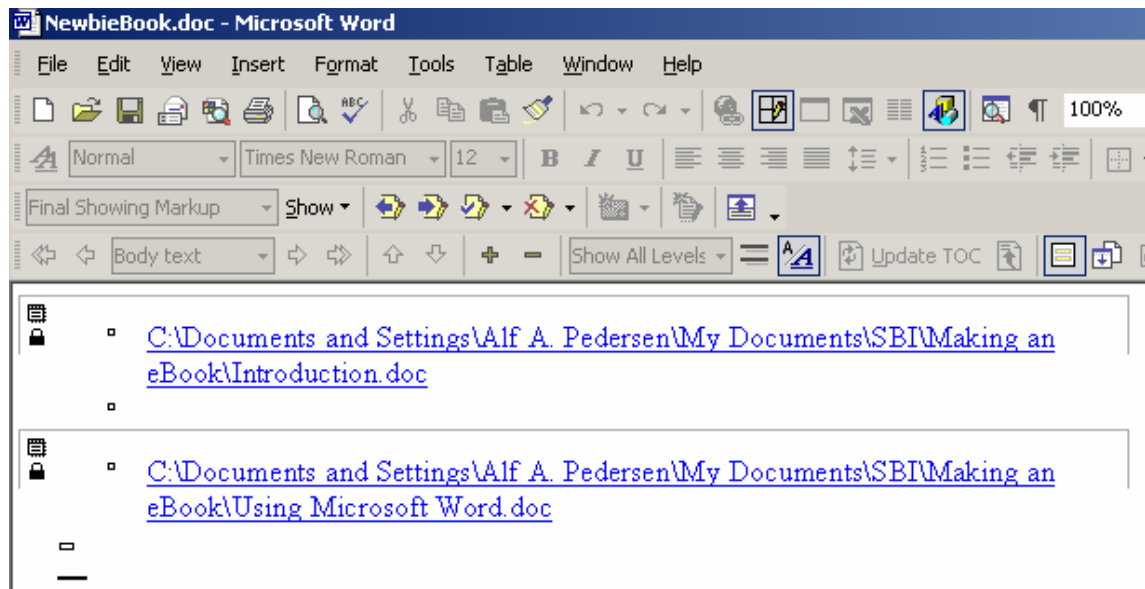 NewbieBook.doc - Microsoft Word
File Edit View Insert Format Tools Table Window Help
ABC 100%
Normal Times New Roman 12 B I U
Final Showing Markup Show
Body text Show All Levels Update TOC
C:\Documents and Settings\Alf A. Pedersen\My Documents\SBI\Making an
eBook\Introduction.doc
C:\Documents and Settings\Alf A. Pedersen\My Documents\SBI\Making an
eBook\Using Microsoft Word.doc